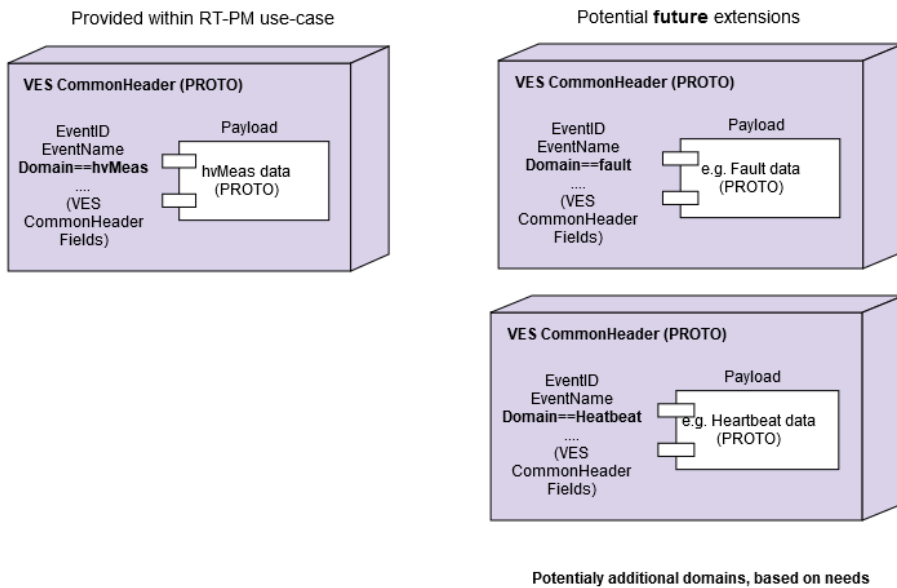 Provided within RT-PM use-case
VES CommonHeader (PROTO)
EventID
EventName
Domain==hvMeas
....
(VES
CommonHeader
Fields)
Payload
hvMeas data
(PROTO)
Potential future extensions
VES CommonHeader (PROTO)
EventID
EventName
Domain==fault
....
(VES
CommonHeader
Fields)
Payload
e.g. Fault data
(PROTO)
VES CommonHeader (PROTO)
EventID
EventName
Domain==Heatbeat
....
(VES
CommonHeader
Fields)
Payload
e.g. Heartbeat data
(PROTO)
Potentialy additional domains, based on needs